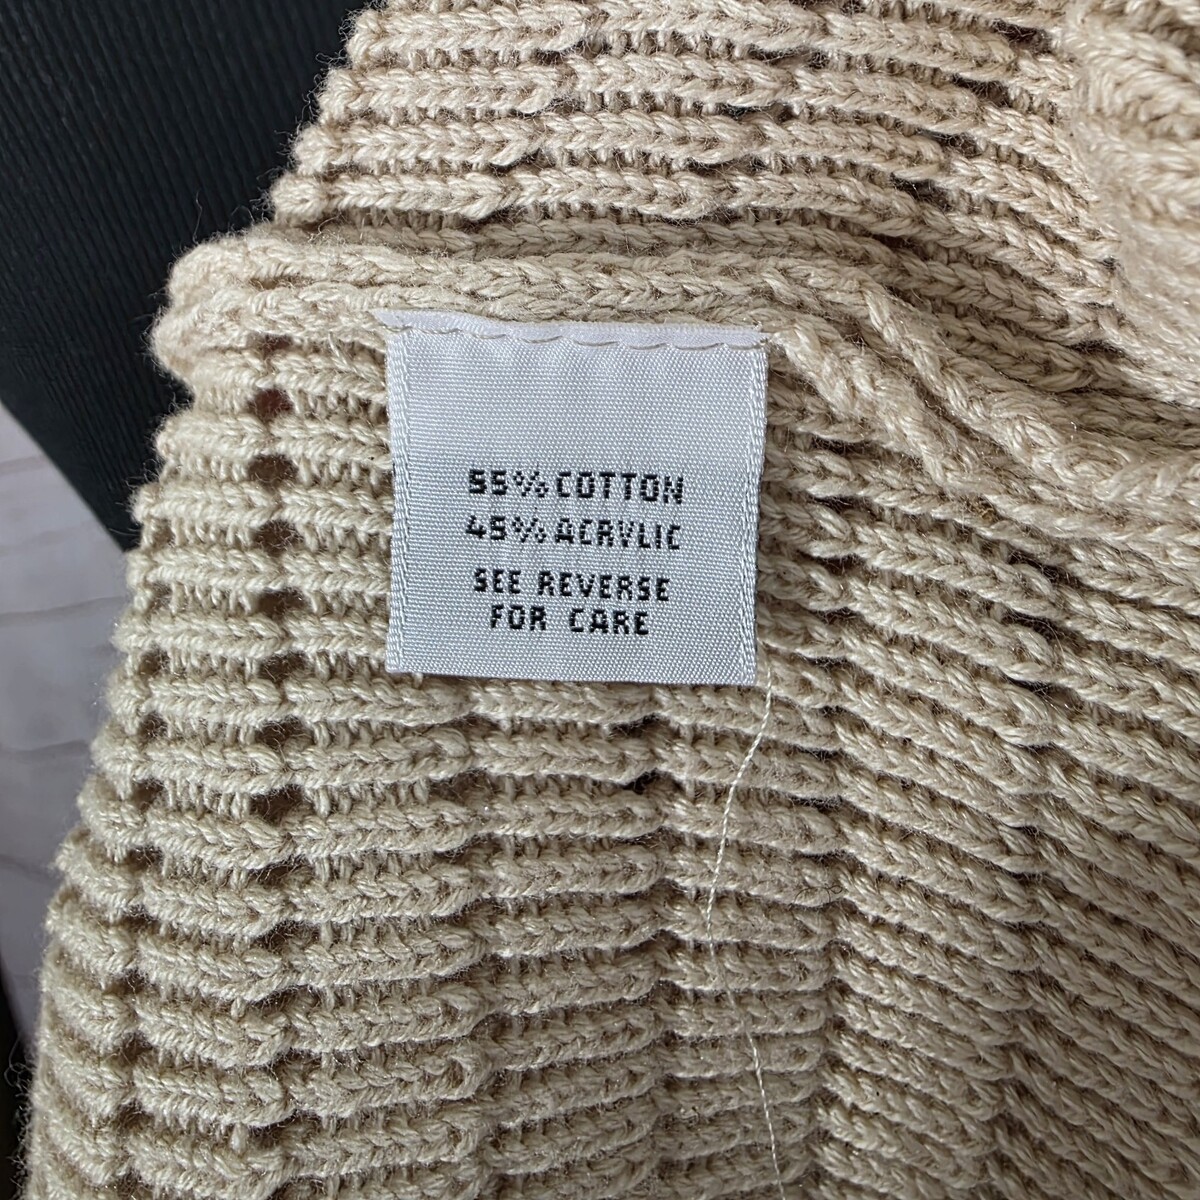 55% COTTON
45% ACRYLIC
SEE REVERSE
FOR CARE